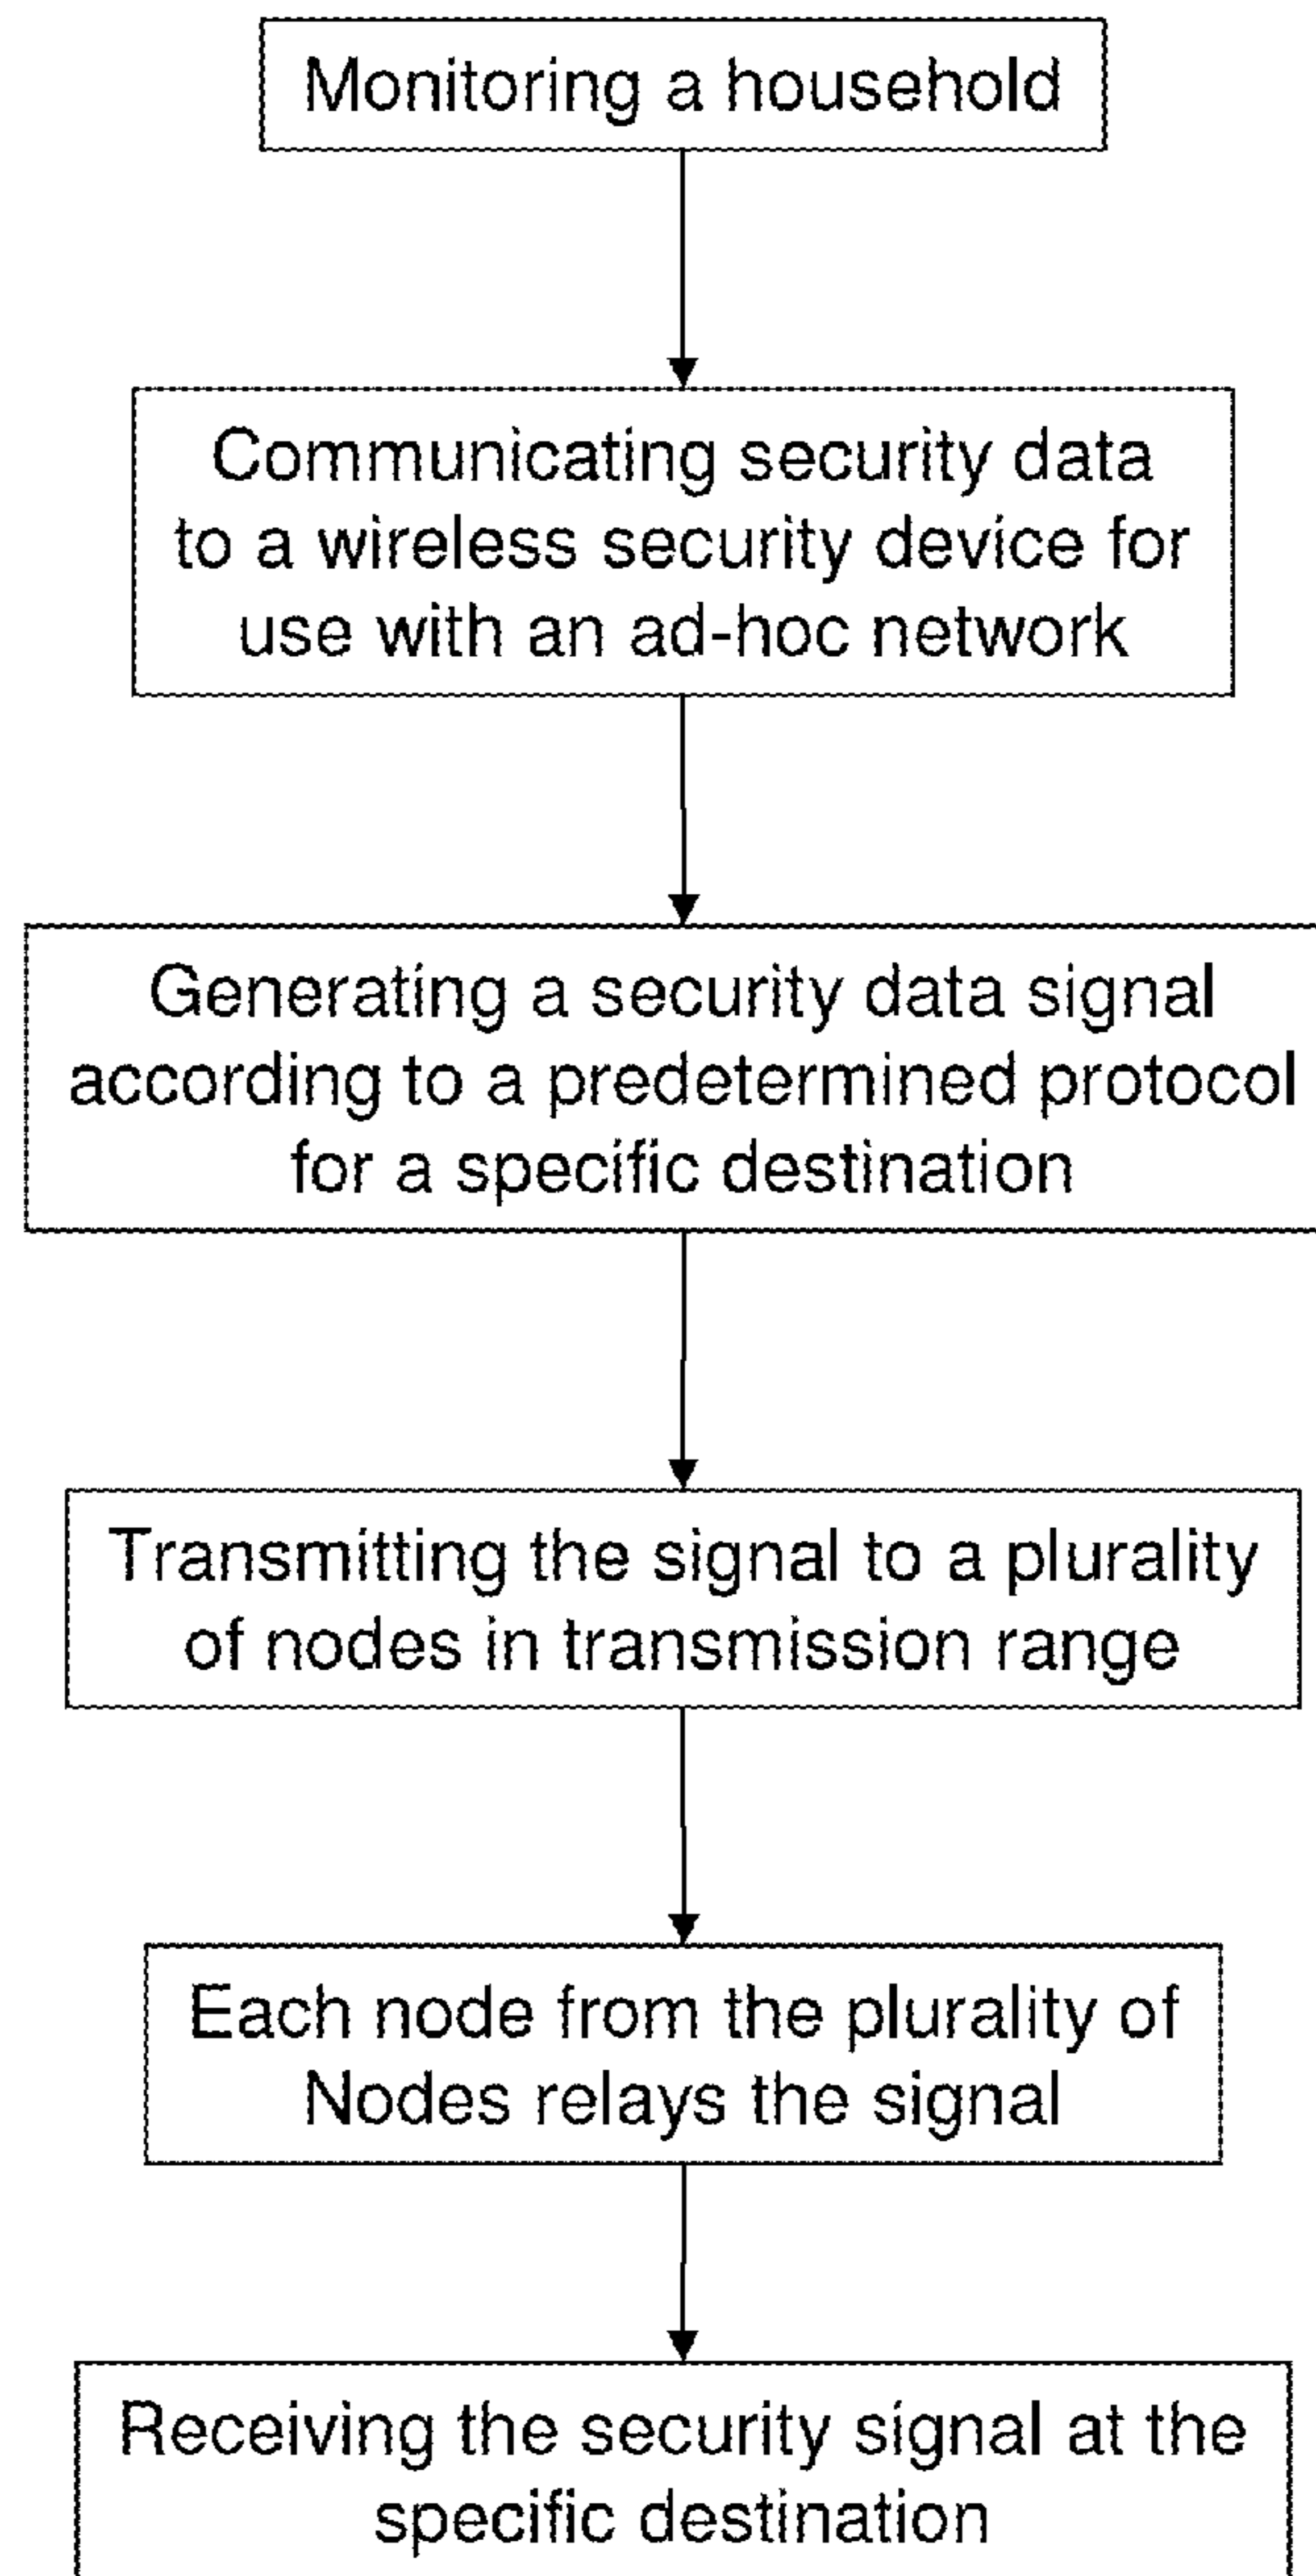 Monitoring a household
Communicating security data
to a wireless security device for
use with an ad-hoc network
Generating a security data signal
according to a predetermined protocol
for a specific destination
Transmitting the signal to a plurality
of nodes in transmission range
Each node from the plurality of
Nodes relays the signal
Receiving the security signal at the
specific destination